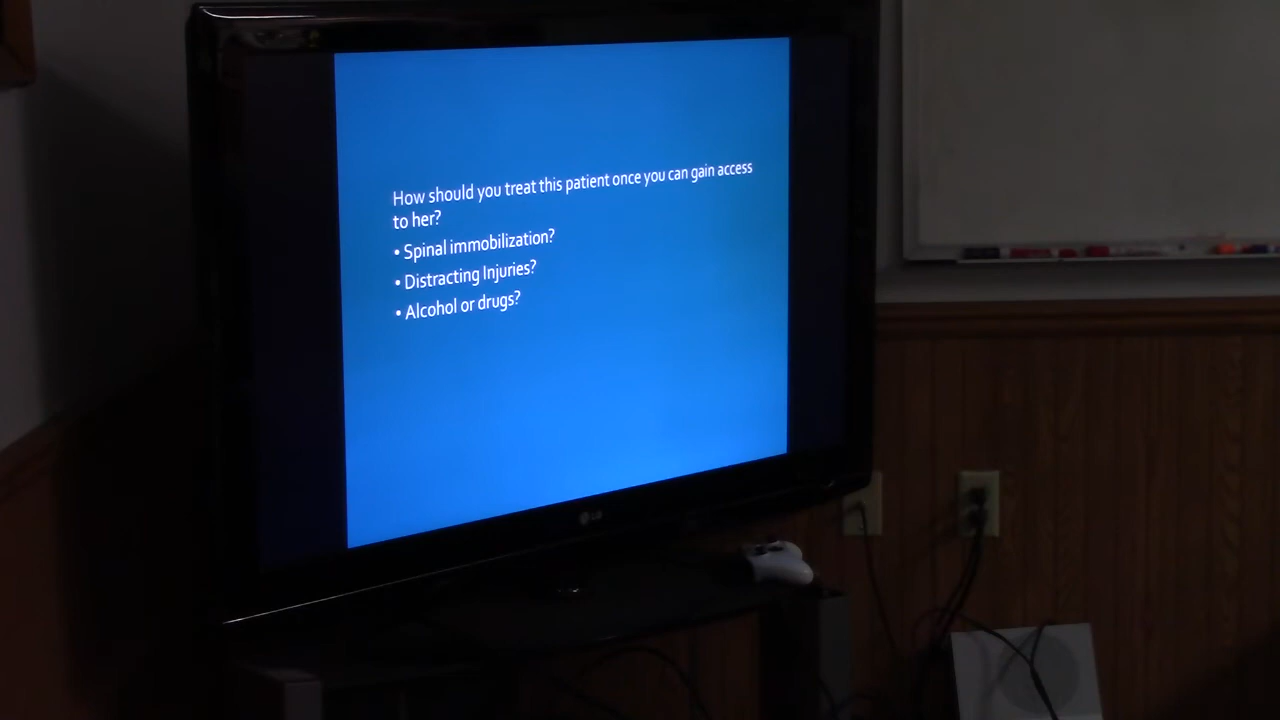 How should you treat this patient once you can gain access
to her?
• Spinal immobilization?
• Distracting Injuries?
• Alcohol or drugs?
LG